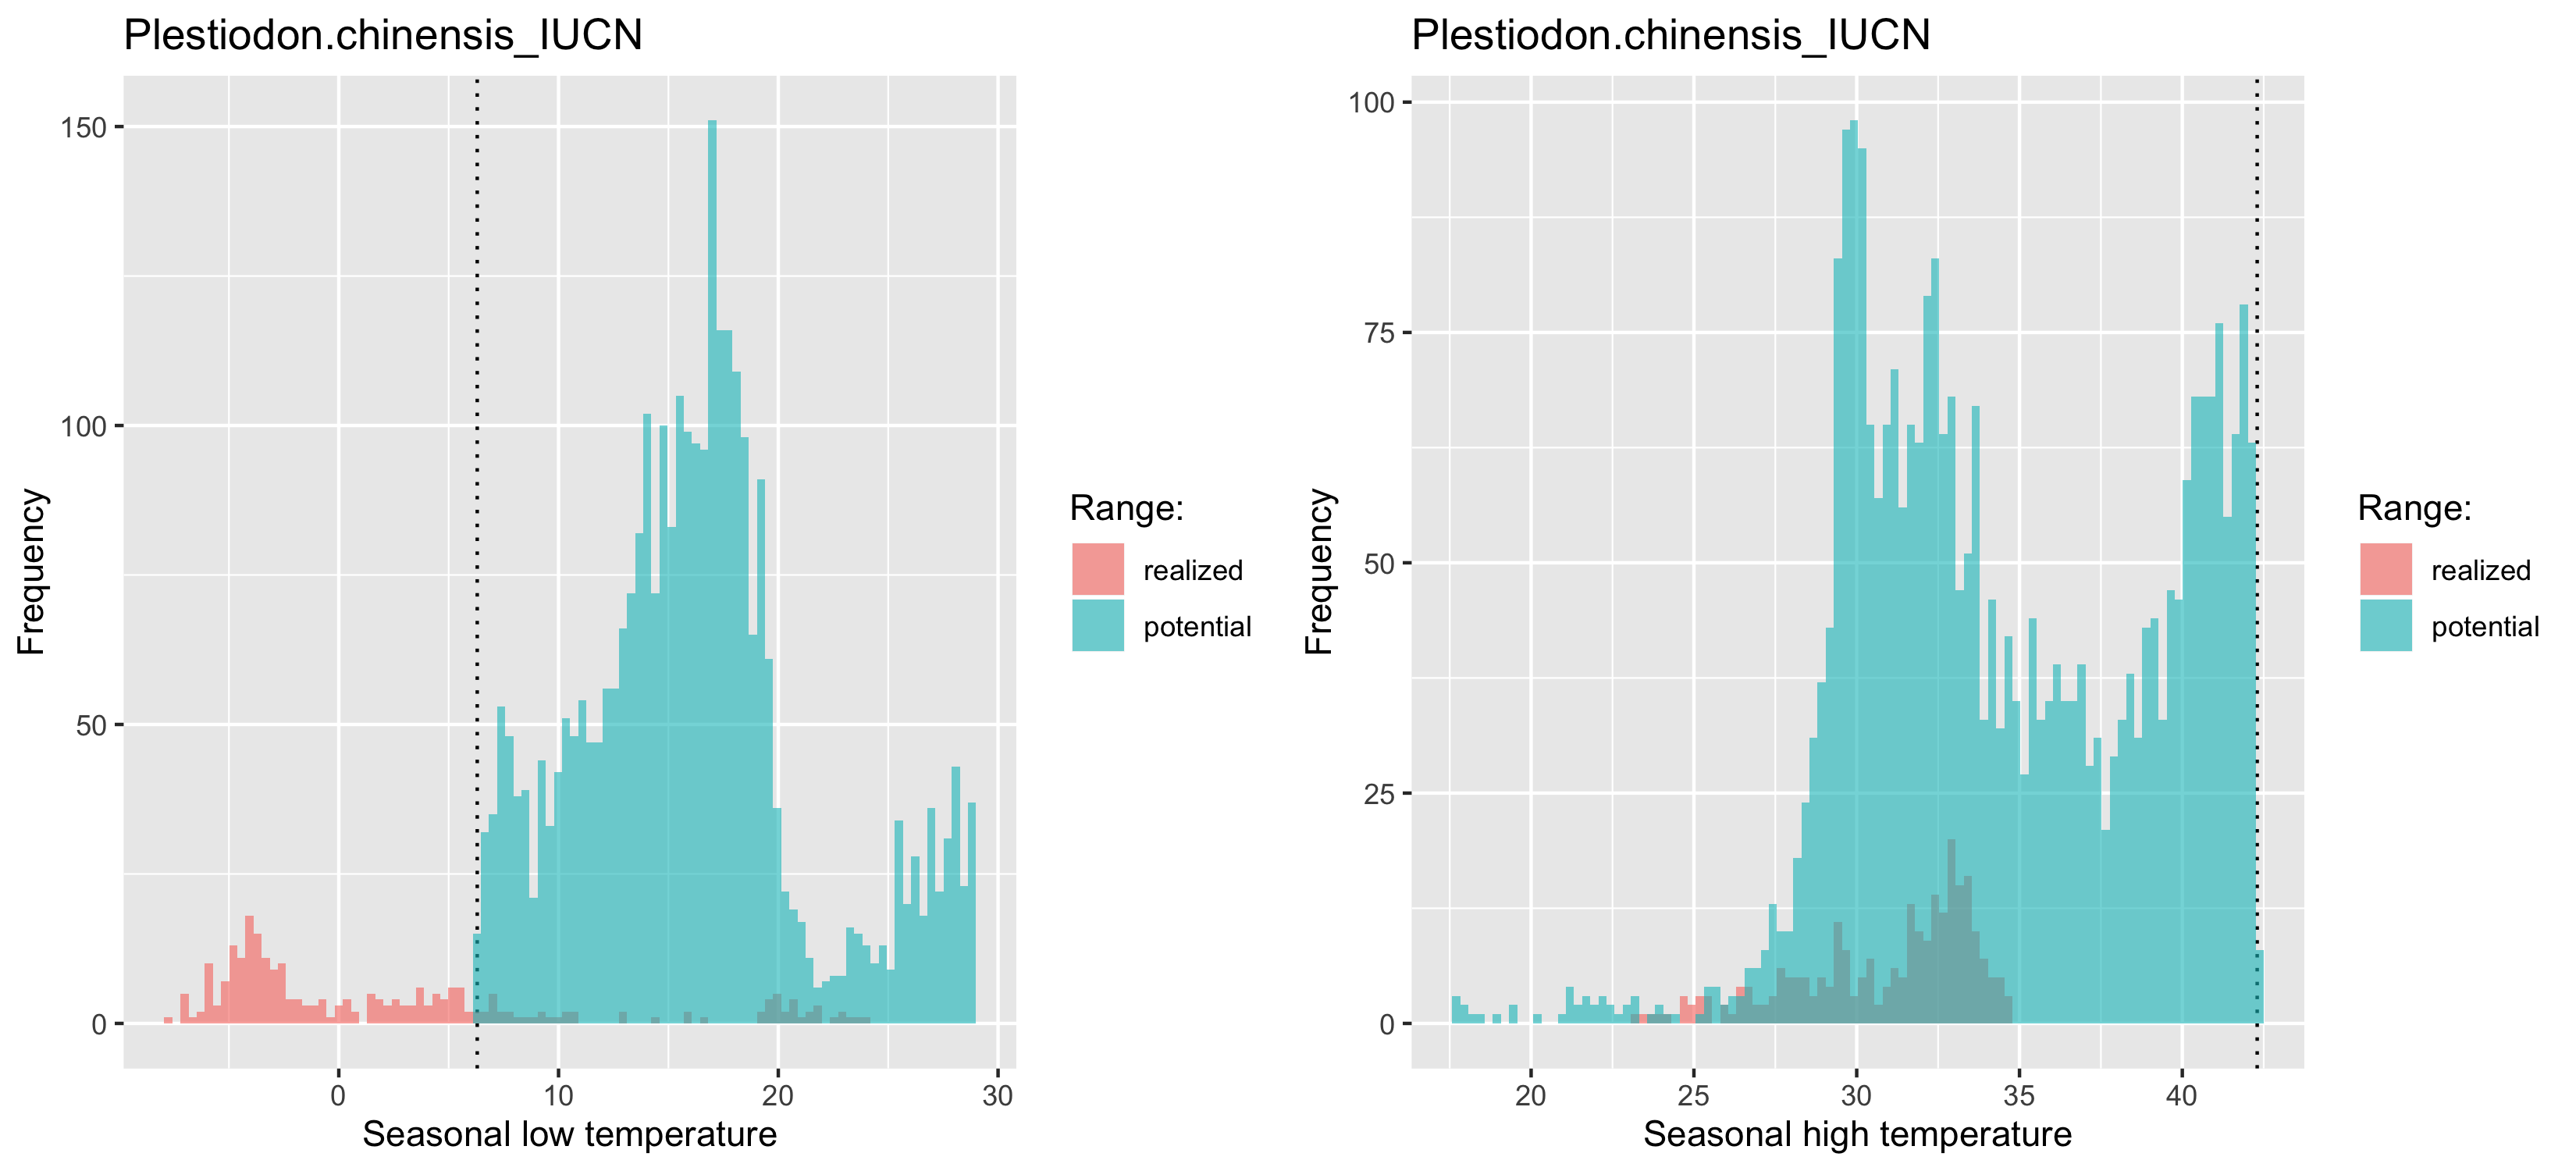 Plestiodon.chinensis_IUCN
150
100
50
0
Frequency
0
10
20
30
Seasonal low temperature
Range:
realized
potential
Plestiodon.chinensis_IUCN
100
75
50
25
0
Frequency
20
25
30
35
40
Seasonal high temperature
Range:
realized
potential